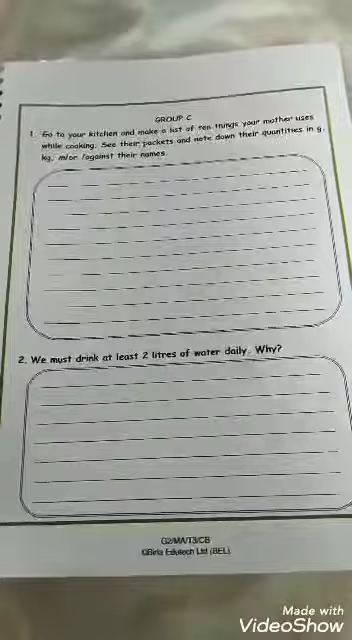 GROUP C
1. Go to your kitchen and make a list of ten things your mother uses
while cooking. See their packets and note down their quantities in g,
kg, ml or l against their names.
2. We must drink at least 2 litres of water daily. Why?
G2/MA/T3/CB
©Birla Edutech Ltd (BEL)
Made with
VideoShow